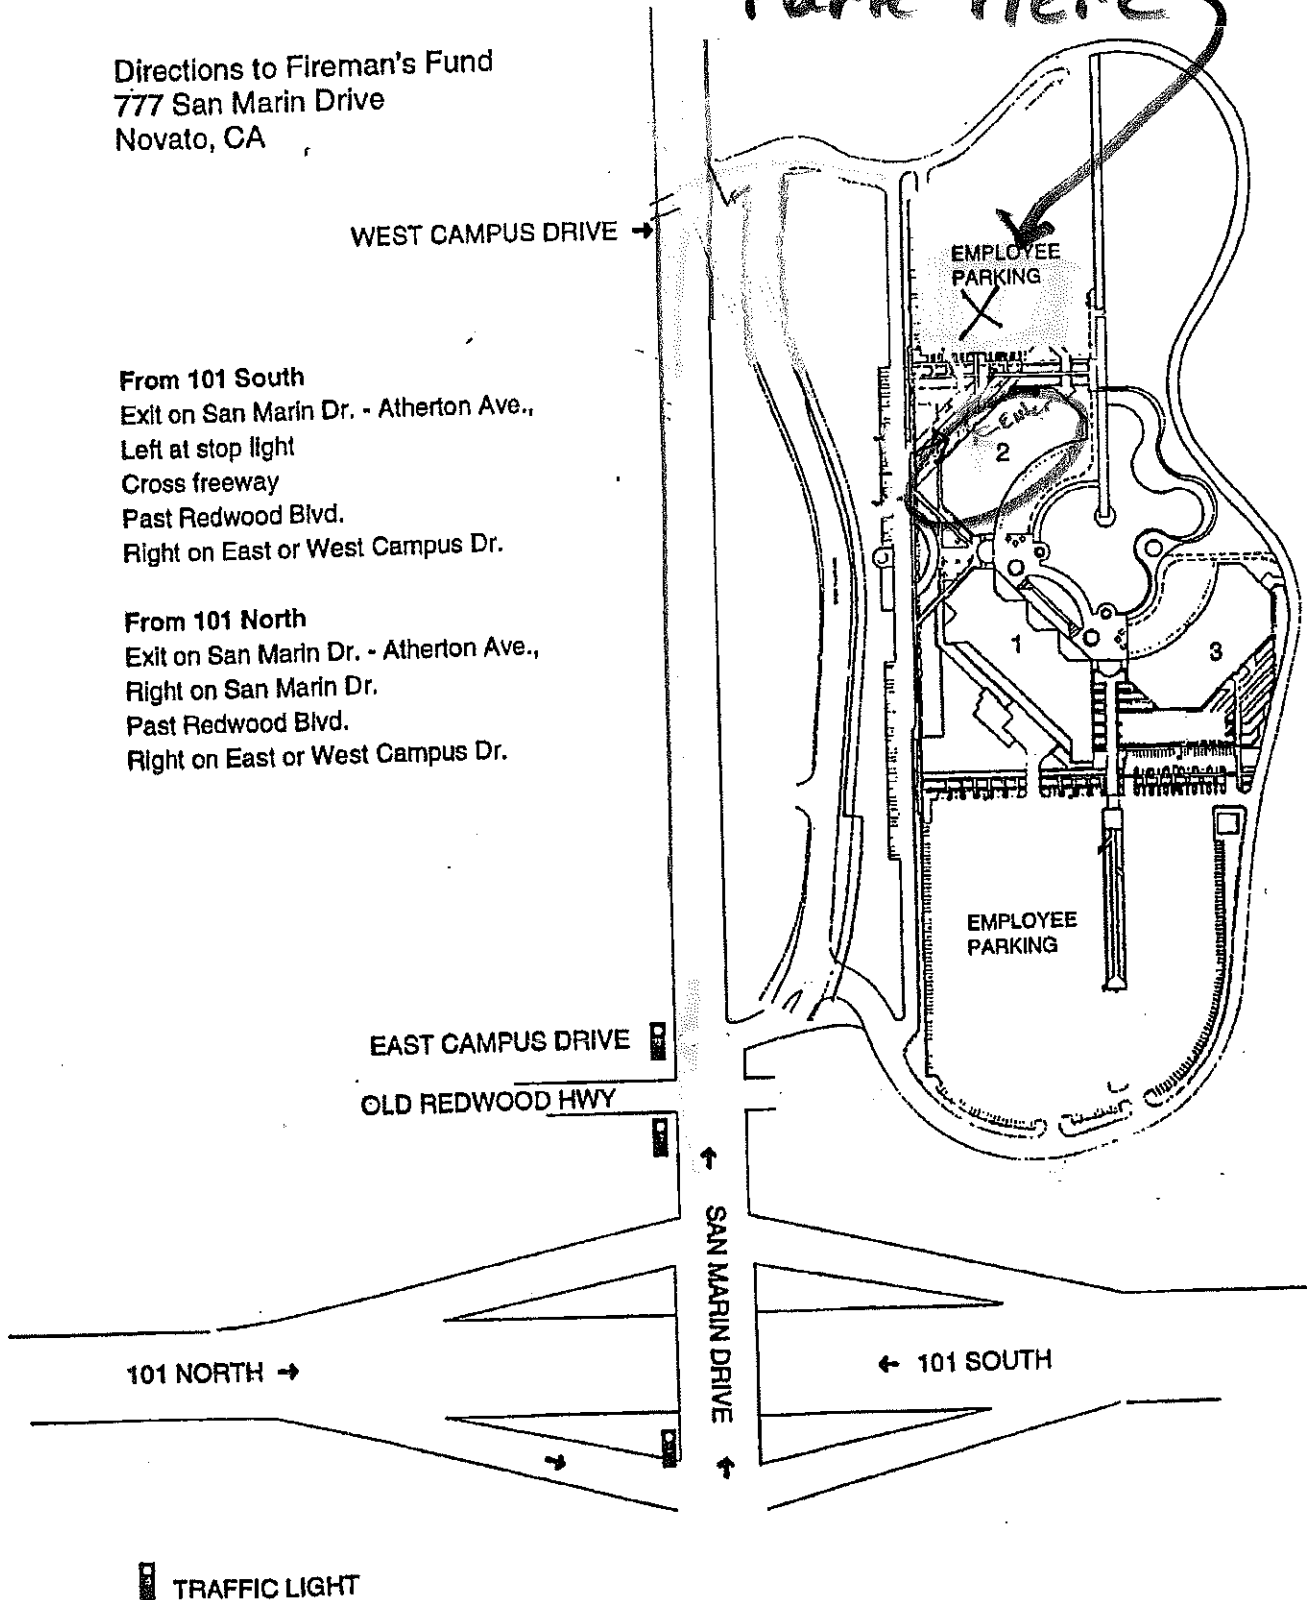 Park Here
Directions to Fireman's Fund
777 San Marin Drive
Novato, CA
WEST CAMPUS DRIVE →
EMPLOYEE
PARKING
From 101 South
Exit on San Marin Dr. - Atherton Ave.,
Left at stop light
Cross freeway
Past Redwood Blvd.
Right on East or West Campus Dr.
Enter
2
From 101 North
Exit on San Marin Dr. - Atherton Ave.,
Right on San Marin Dr.
Past Redwood Blvd.
Right on East or West Campus Dr.
1
3
EMPLOYEE
PARKING
EAST CAMPUS DRIVE
OLD REDWOOD HWY
SAN MARIN DRIVE
101 NORTH →
← 101 SOUTH
TRAFFIC LIGHT